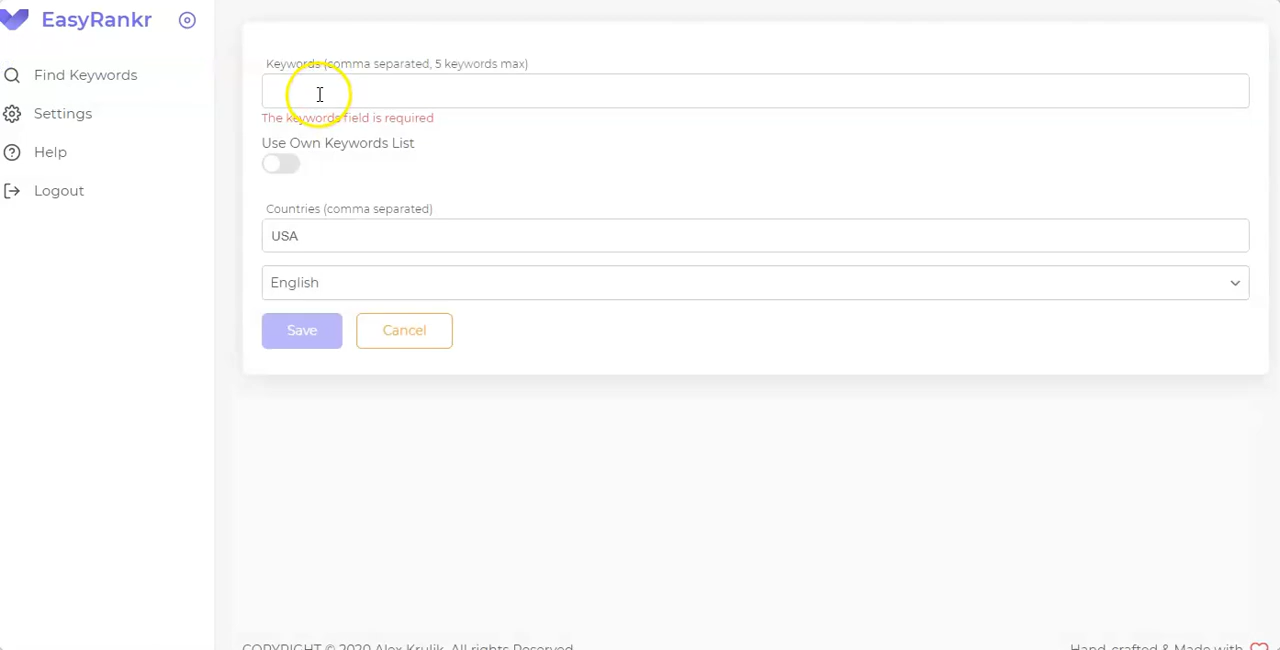 EasyRankr
Find Keywords
Settings
Help
Logout
Keywords (comma separated, 5 keywords max)
The keywords field is required
Use Own Keywords List
Countries (comma separated)
USA
English
Save
Cancel
COPYRIGHT © 2020 Alex Krulik, All rights Reserved
Hand-crafted & Made with